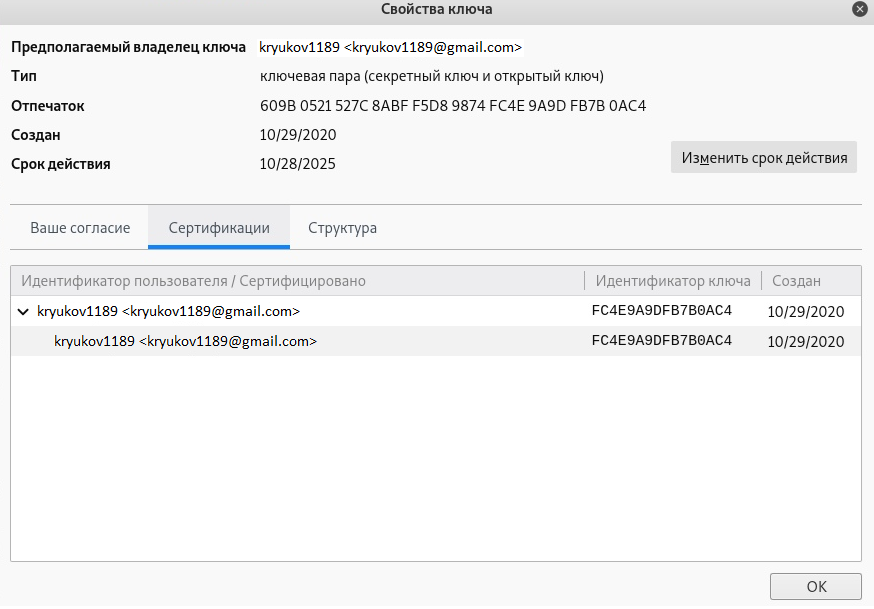 Свойства ключа
Предполагаемый владелец ключа kryukov1189 <kryukov1189@gmail.com>
Тип ключевая пара (секретный ключ и открытый ключ)
Отпечаток 609B 0521 527C 8ABF F5D8 9874 FC4E 9A9D FB7B 0AC4
Создан 10/29/2020
Срок действия 10/28/2025
Изменить срок действия
Ваше согласие Сертификации Структура
Идентификатор пользователя / Сертифицировано Идентификатор ключа Создан
kryukov1189 <kryukov1189@gmail.com> FC4E9A9DFB7B0AC4 10/29/2020
kryukov1189 <kryukov1189@gmail.com> FC4E9A9DFB7B0AC4 10/29/2020
OK